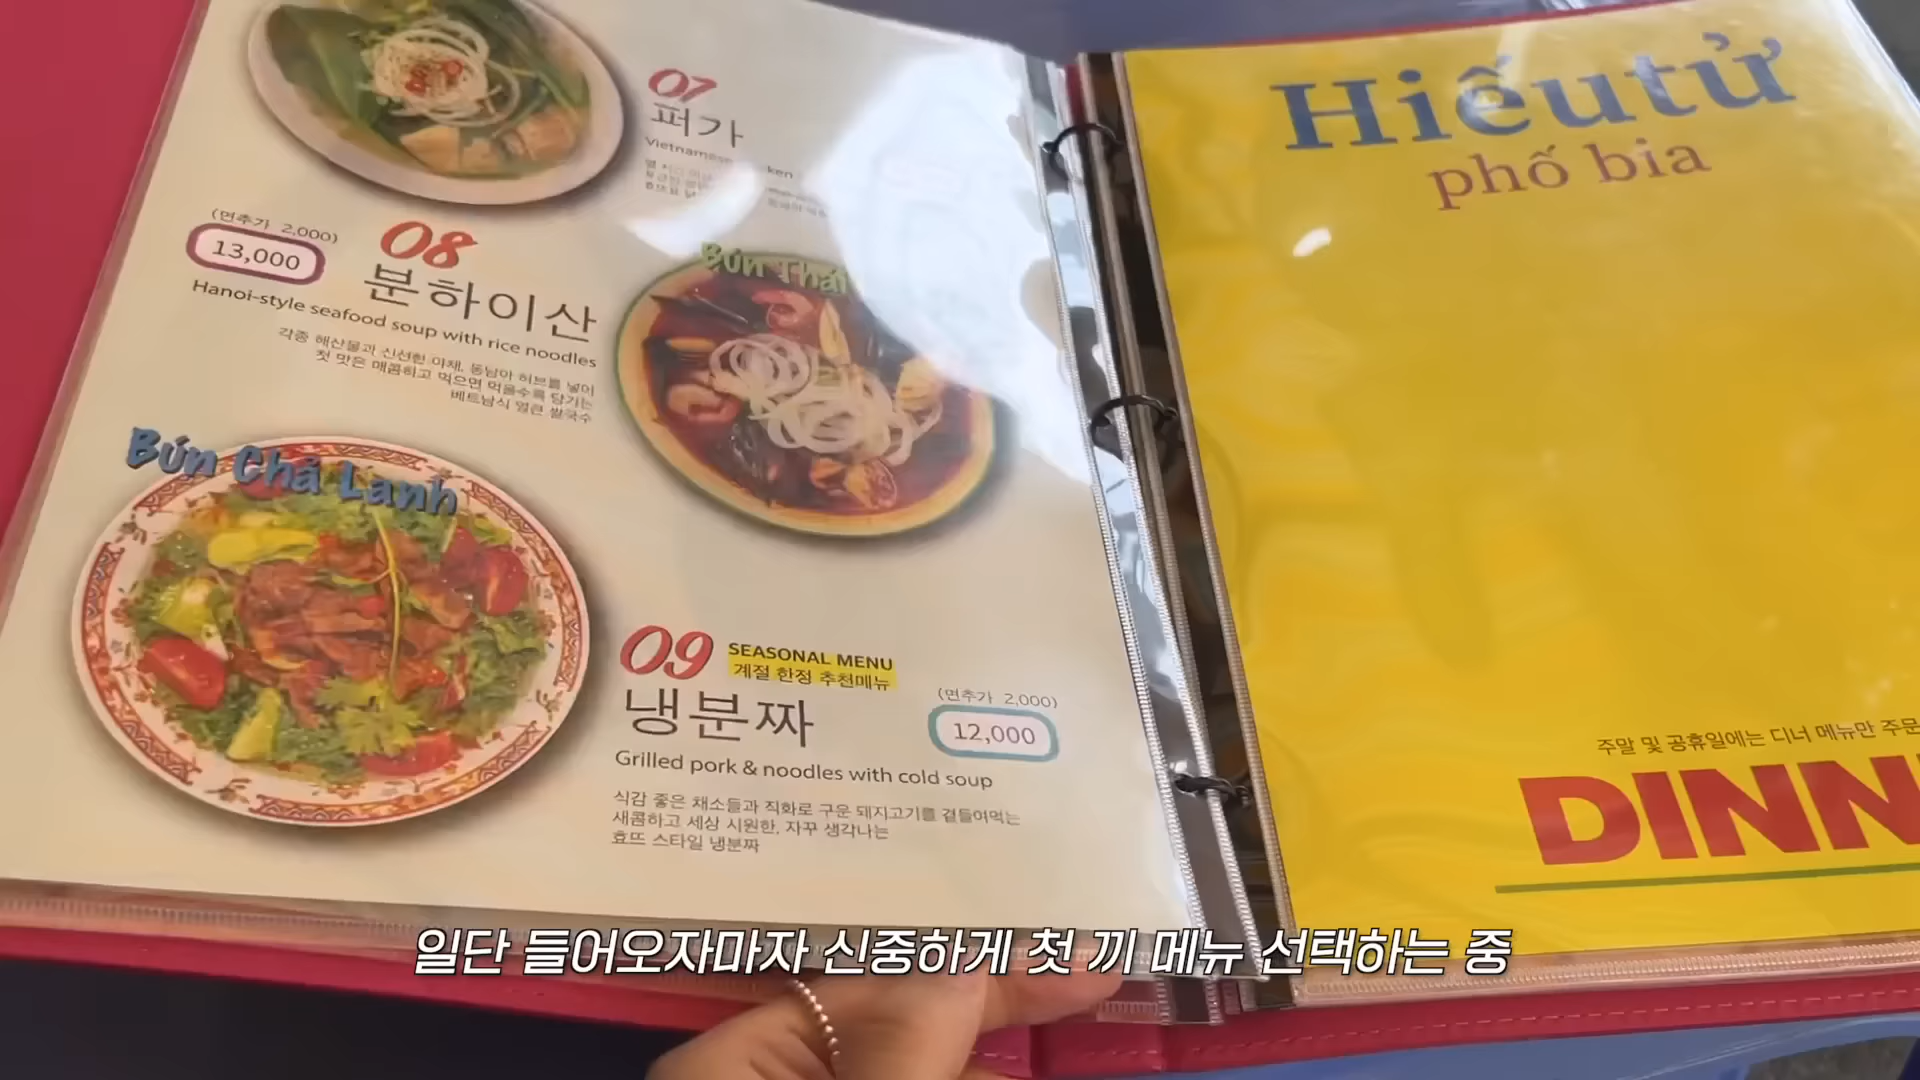 07
퍼가
Vietnamese
(면추가 2,000)
13,000
08
분하이산
Hanoi-style seafood soup with rice noodles
각종 해산물과 신선한 야채, 동남아 허브를 넣어
첫 맛은 매콤하고 먹으면 먹을수록 당기는
베트남식 얼큰 쌀국수
Bún Thái
Bún Chả Lanh
09
SEASONAL MENU
계절 한정 추천메뉴
냉분짜
(면추가 2,000)
12,000
Grilled pork & noodles with cold soup
식감 좋은 채소들과 직화로 구운 돼지고기를 곁들여먹는
새콤하고 세상 시원한, 자꾸 생각나는
효뜨 스타일 냉분짜
Hiếutử
phố bia
주말 및 공휴일에는 디너 메뉴만 주문
DINN
일단 들어오자마자 신중하게 첫 끼 메뉴 선택하는 중